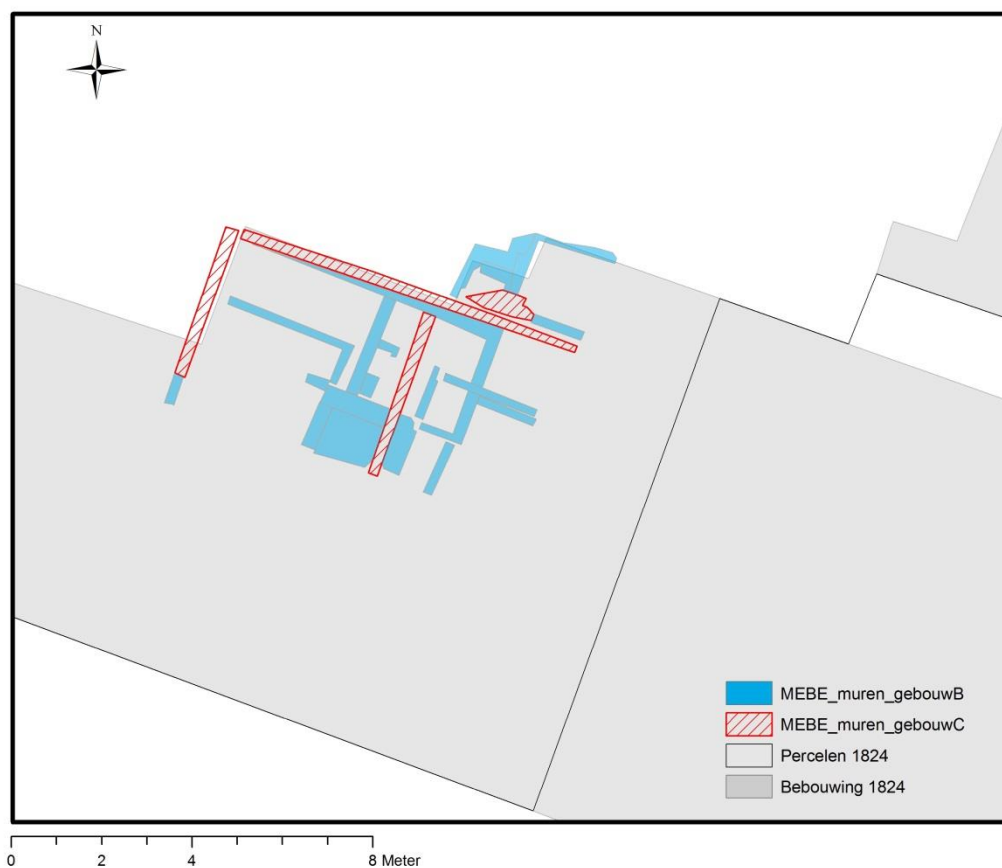 N
MEBE_muren_gebouwB
MEBE_muren_gebouwC
Percelen 1824
Bebouwing 1824
0 2 4 8 Meter